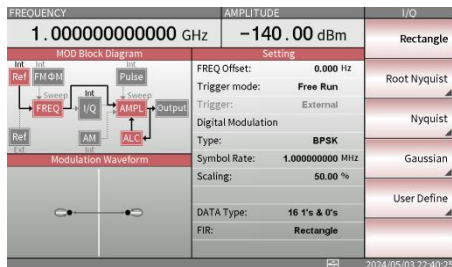 FREQUENCY
AMPLITUDE
I/Q
1.000000000000 GHz
-140.00 dBm
MOD Block Diagram
Int
Int
Int
Ref
FMΦM
Pulse
Sweep
Int
Sweep
FREQ
I/Q
AMPL
Output
Ref
AM
ALC
Ext
Int
Modulation Waveform
Setting
FREQ Offset: 0.000 Hz
Trigger mode: Free Run
Trigger: External
Digital Modulation
Type: BPSK
Symbol Rate: 1.000000000 MHz
Scaling: 50.00 %
DATA Type: 16 1's & 0's
FIR: Rectangle
Rectangle
Root Nyquist
Nyquist
Gaussian
User Define
2024/05/03 22:40:25